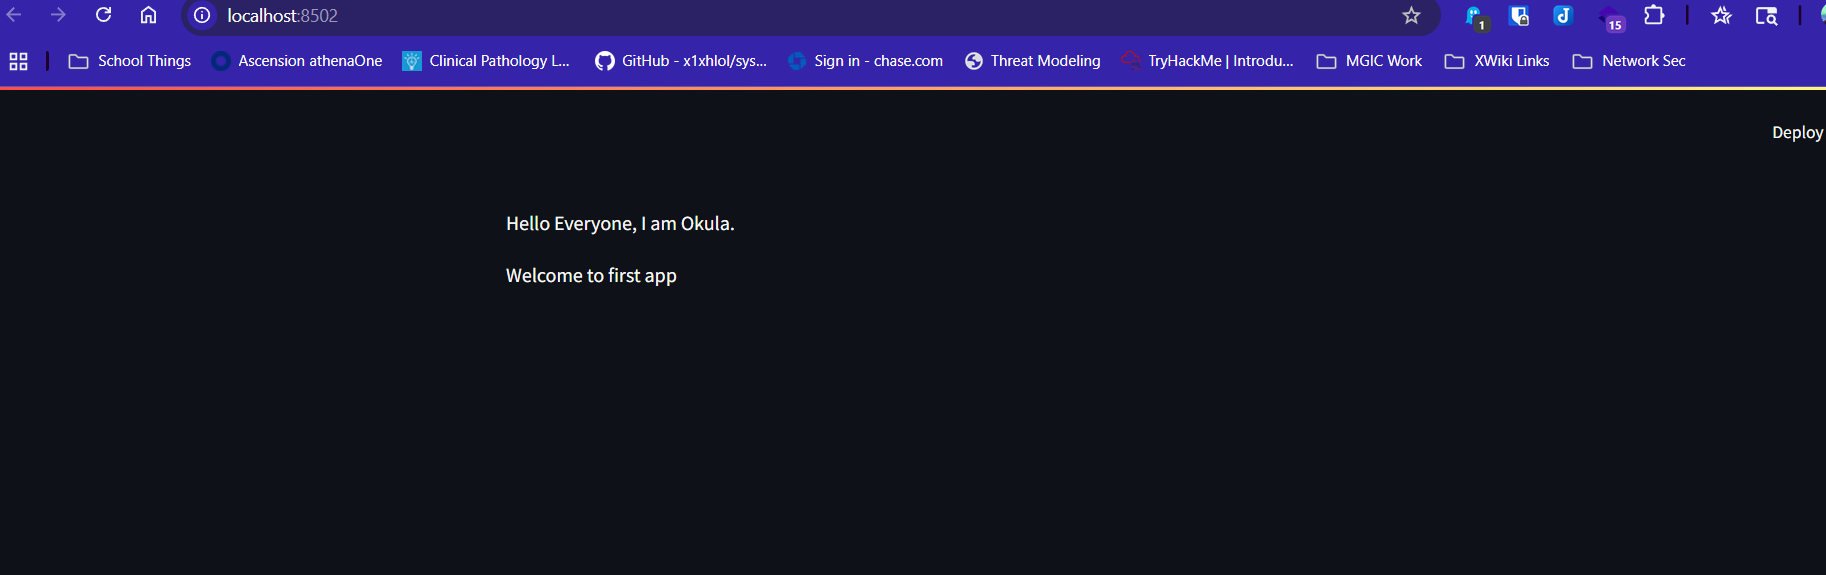 localhost:8502
1
15
School Things
Ascension athenaOne
Clinical Pathology L...
GitHub - x1xhlol/sys...
Sign in - chase.com
Threat Modeling
TryHackMe | Introdu...
MGIC Work
XWiki Links
Network Sec
Deploy
Hello Everyone, I am Okula.
Welcome to first app